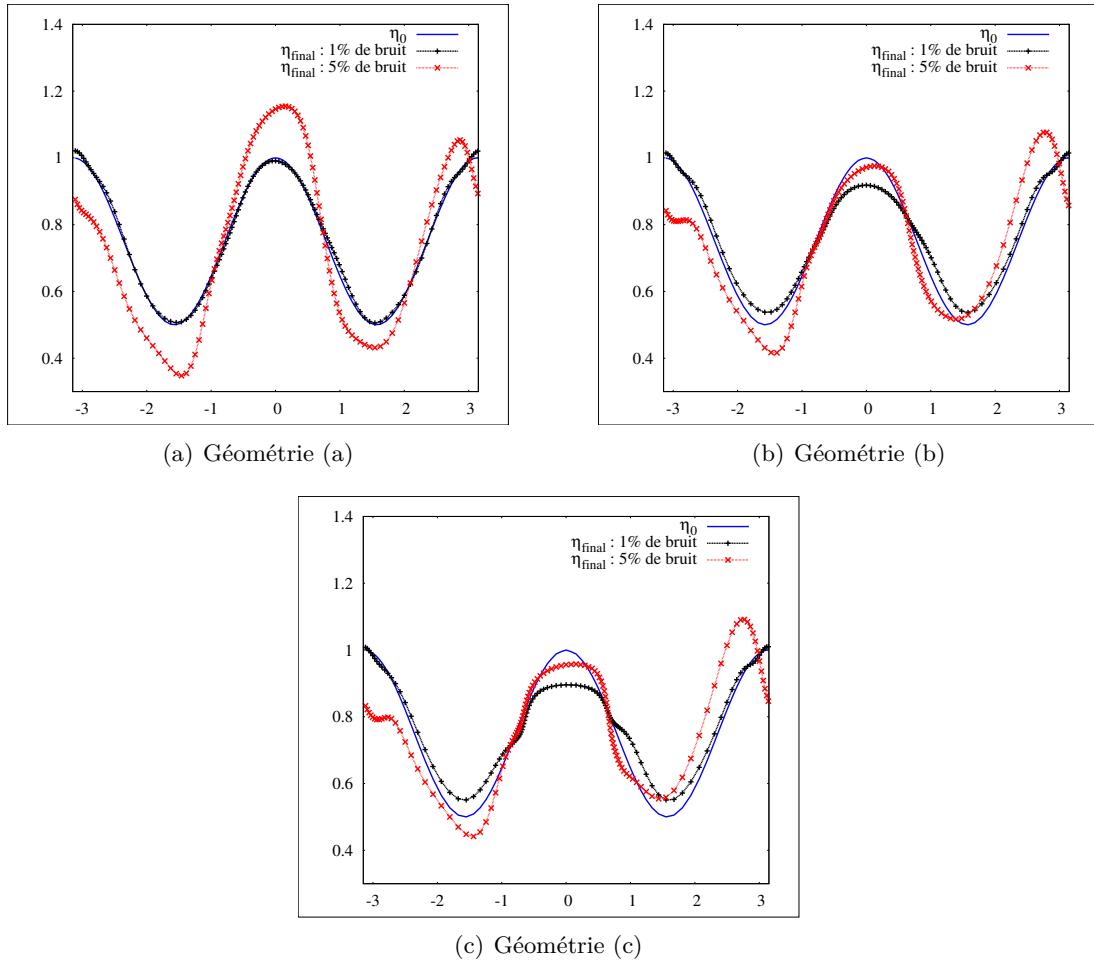 1.4
1.2
1
0.8
0.6
0.4
-3 -2 -1 0 1 2 3
η0
ηfinal : 1% de bruit
ηfinal : 5% de bruit
(a) Géométrie (a)
1.4
1.2
1
0.8
0.6
0.4
-3 -2 -1 0 1 2 3
η0
ηfinal : 1% de bruit
ηfinal : 5% de bruit
(b) Géométrie (b)
1.4
1.2
1
0.8
0.6
0.4
-3 -2 -1 0 1 2 3
η0
ηfinal : 1% de bruit
ηfinal : 5% de bruit
(c) Géométrie (c)